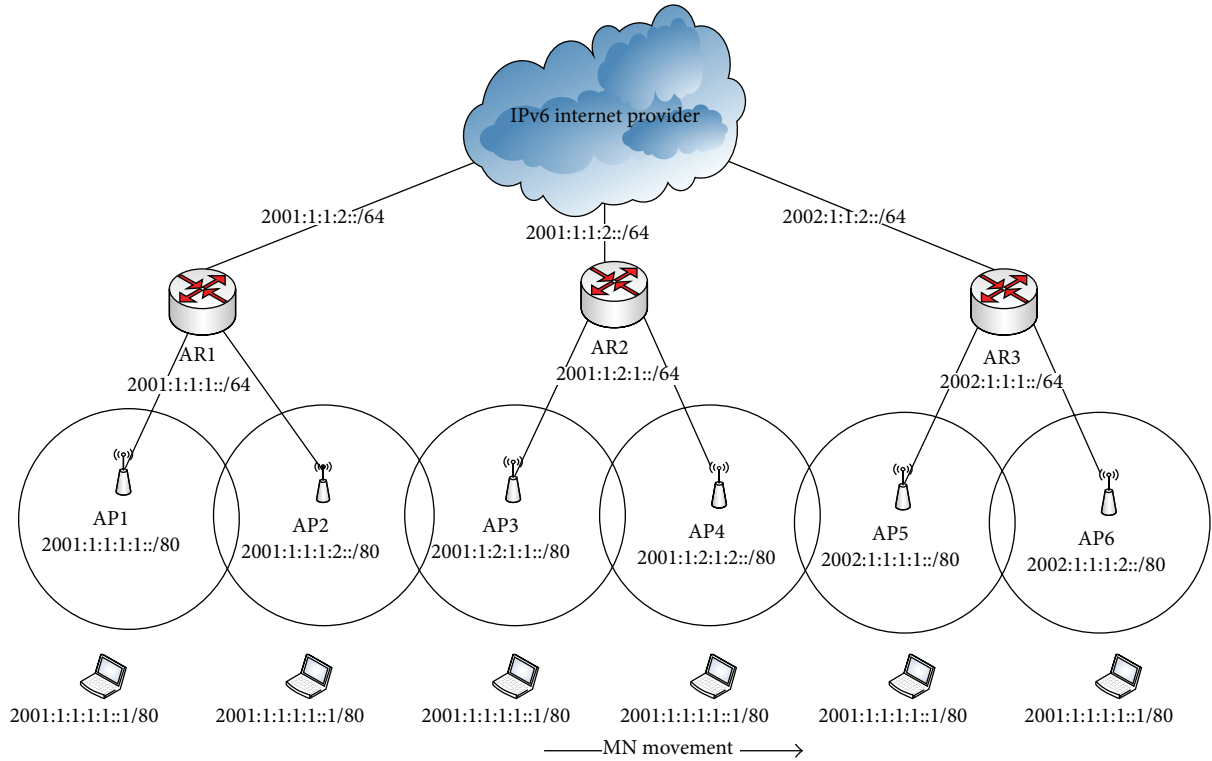 IPv6 internet provider
2001:1:1:2::/64
2001:1:1:2::/64
2002:1:1:2::/64
AR1
AR2
AR3
2001:1:1:1::/64
2001:1:2:1::/64
2002:1:1:1::/64
AP1
2001:1:1:1:1::/80
AP2
2001:1:1:1:2::/80
AP3
2001:1:2:1:1::/80
AP4
2001:1:2:1:2::/80
AP5
2002:1:1:1:1::/80
AP6
2002:1:1:1:2::/80
2001:1:1:1:1::1/80
2001:1:1:1:1::1/80
2001:1:1:1:1::1/80
2001:1:1:1:1::1/80
2001:1:1:1:1::1/80
2001:1:1:1:1::1/80
MN movement